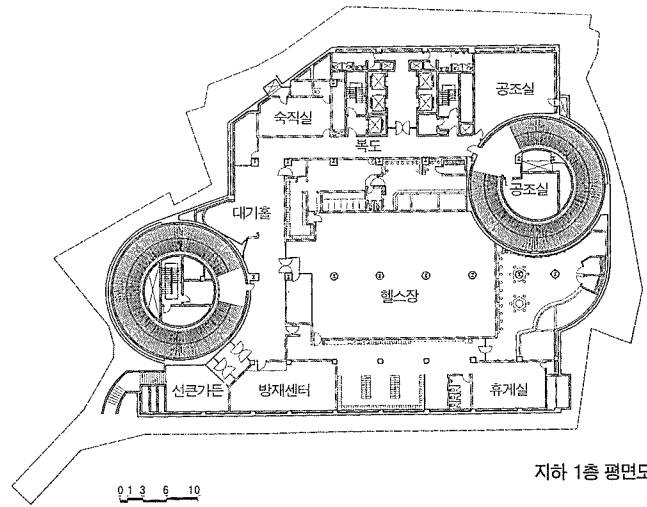 공조실
숙직실
복도
공조실
대기홀
헬스장
선큰가든
방재센터
휴게실
지하 1층 평면도
0 1 3 6 10